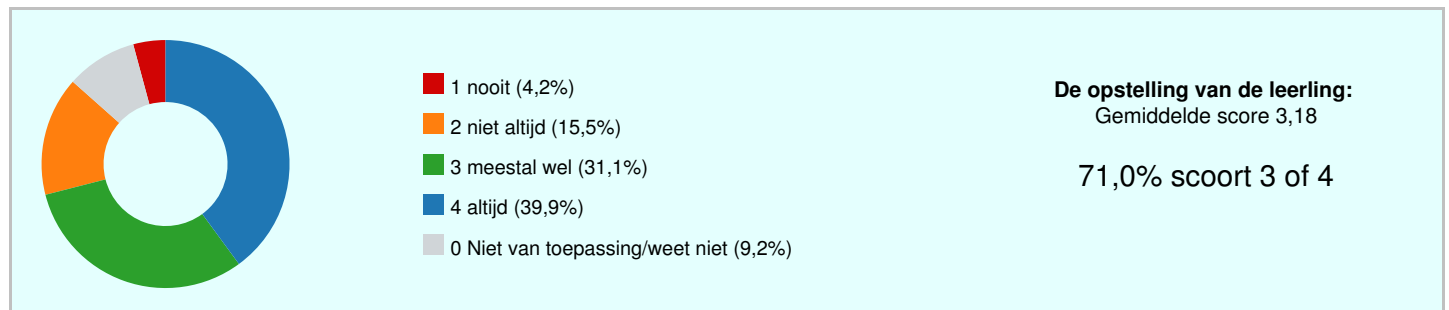 1 nooit (4,2%)
2 niet altijd (15,5%)
3 meestal wel (31,1%)
4 altijd (39,9%)
0 Niet van toepassing/weet niet (9,2%)
De opstelling van de leerling:
Gemiddelde score 3,18
71,0% scoort 3 of 4